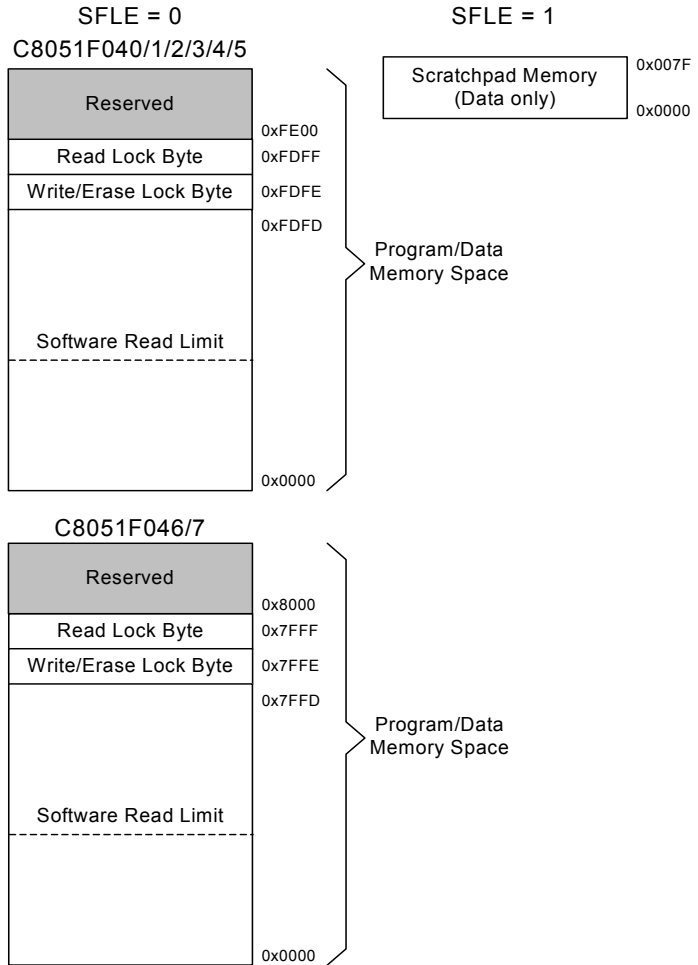 SFLE = 0
SFLE = 1
C8051F040/1/2/3/4/5
Reserved
0xFE00
Read Lock Byte
0xFDFF
Write/Erase Lock Byte
0xFDFE
0xFDFD
Software Read Limit
0x0000
Program/Data
Memory Space
Scratchpad Memory
(Data only)
0x007F
0x0000
C8051F046/7
Reserved
0x8000
Read Lock Byte
0x7FFF
Write/Erase Lock Byte
0x7FFE
0x7FFD
Software Read Limit
0x0000
Program/Data
Memory Space